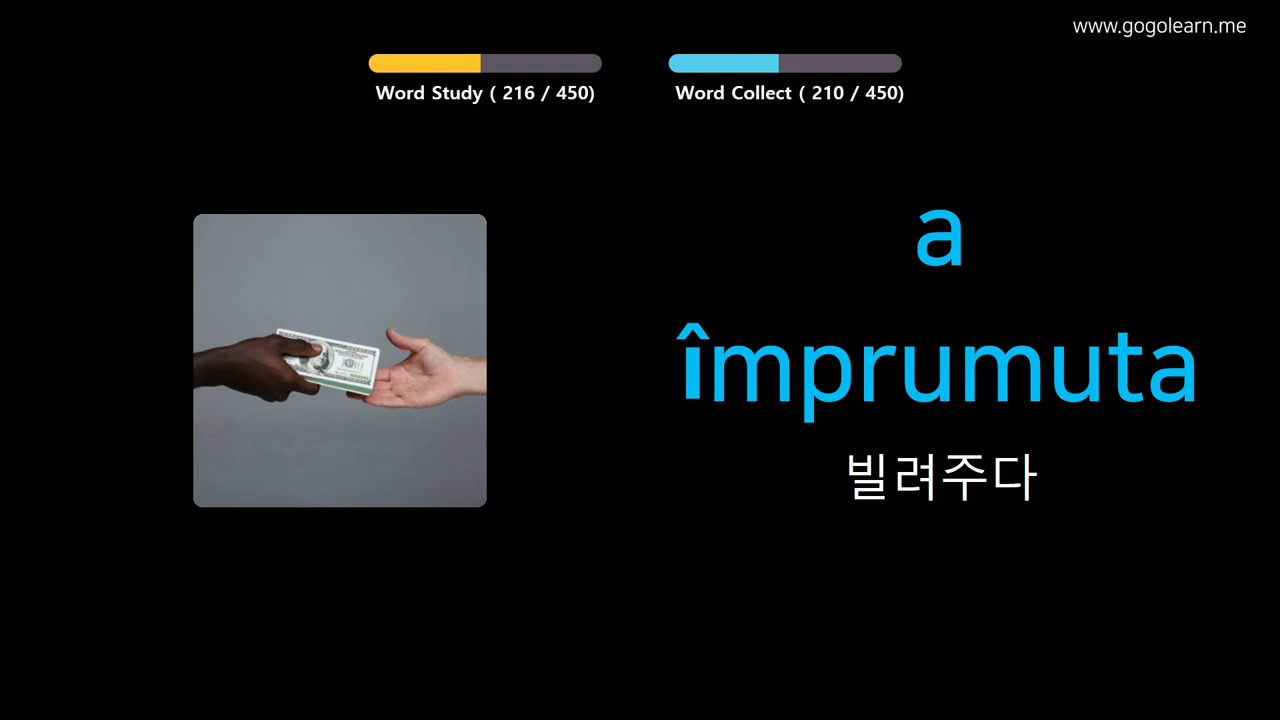 www.gogolearn.me
Word Study ( 216 / 450)
Word Collect ( 210 / 450)
a
împrumuta
빌려주다